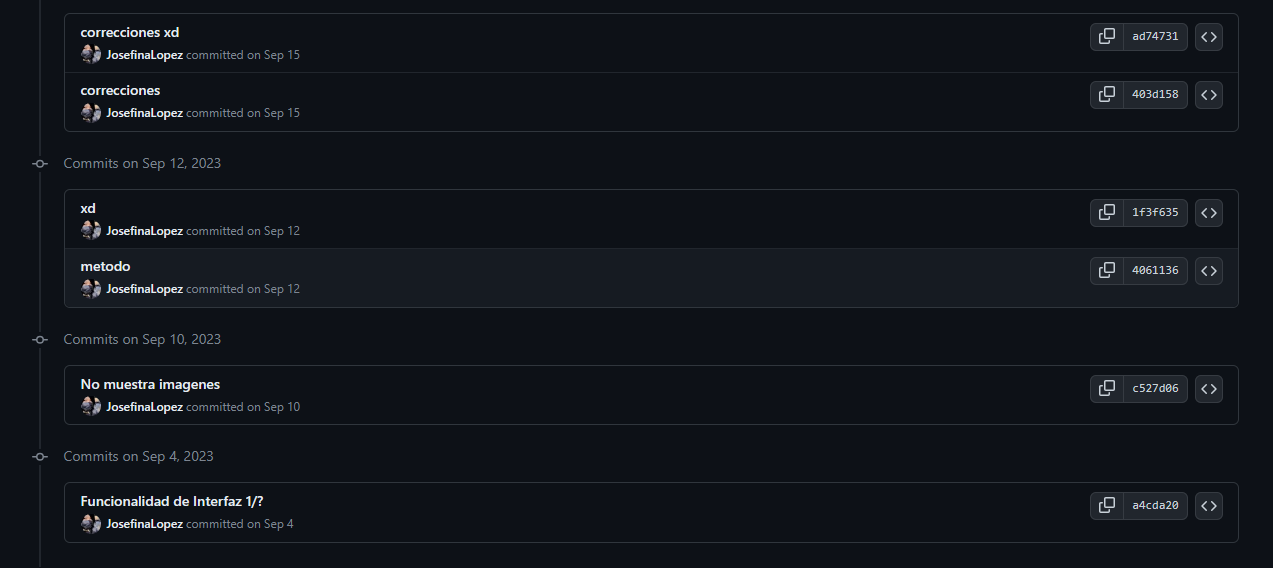 correcciones xd
ad74731
JosefinaLopez committed on Sep 15
correcciones
403d158
JosefinaLopez committed on Sep 15
Commits on Sep 12, 2023
xd
1f3f635
JosefinaLopez committed on Sep 12
metodo
4061136
JosefinaLopez committed on Sep 12
Commits on Sep 10, 2023
No muestra imagenes
c527d06
JosefinaLopez committed on Sep 10
Commits on Sep 4, 2023
Funcionalidad de Interfaz 1/?
a4cda20
JosefinaLopez committed on Sep 4